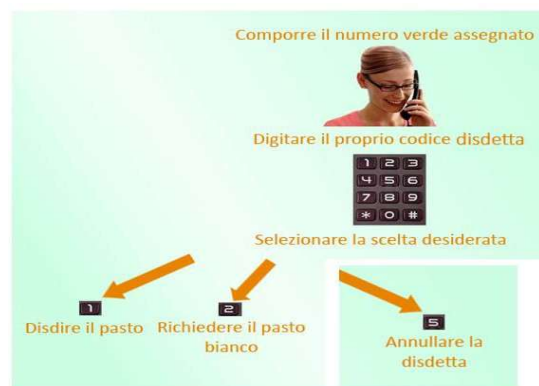 Comporre il numero verde assegnato
Digitare il proprio codice disdetta
1 2 3
4 5 6
7 8 9
* 0 #
Selezionare la scelta desiderata
1
Disdire il pasto
2
Richiedere il pasto
bianco
5
Annullare la
disdetta